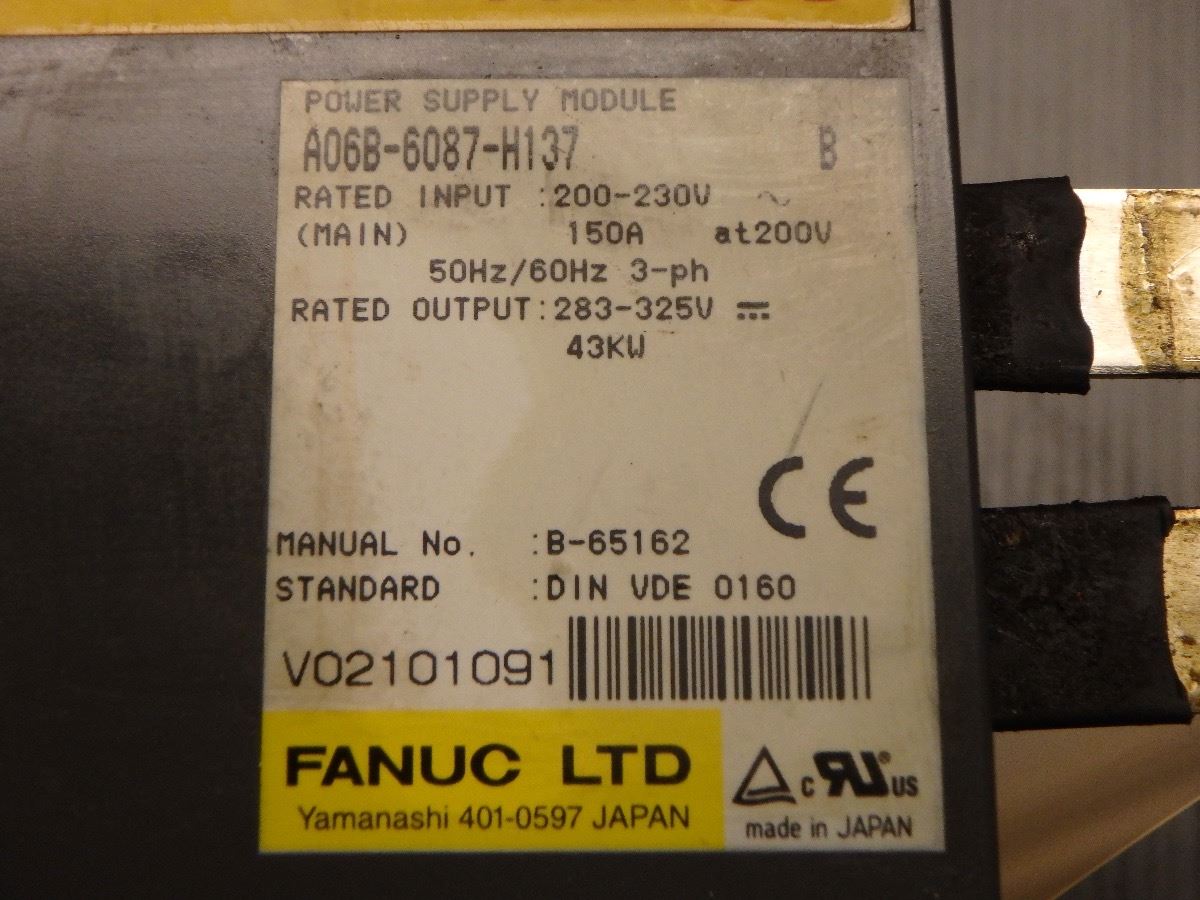 POWER SUPPLY MODULE
A06B-6087-H137 B
RATED INPUT :200-230V ~
(MAIN) 150A at200V
50Hz/60Hz 3-ph
RATED OUTPUT:283-325V ⎓
43KW
CE
MANUAL No. :B-65162
STANDARD :DIN VDE 0160
V02101091
FANUC LTD
Yamanashi 401-0597 JAPAN
c RU US
made in JAPAN